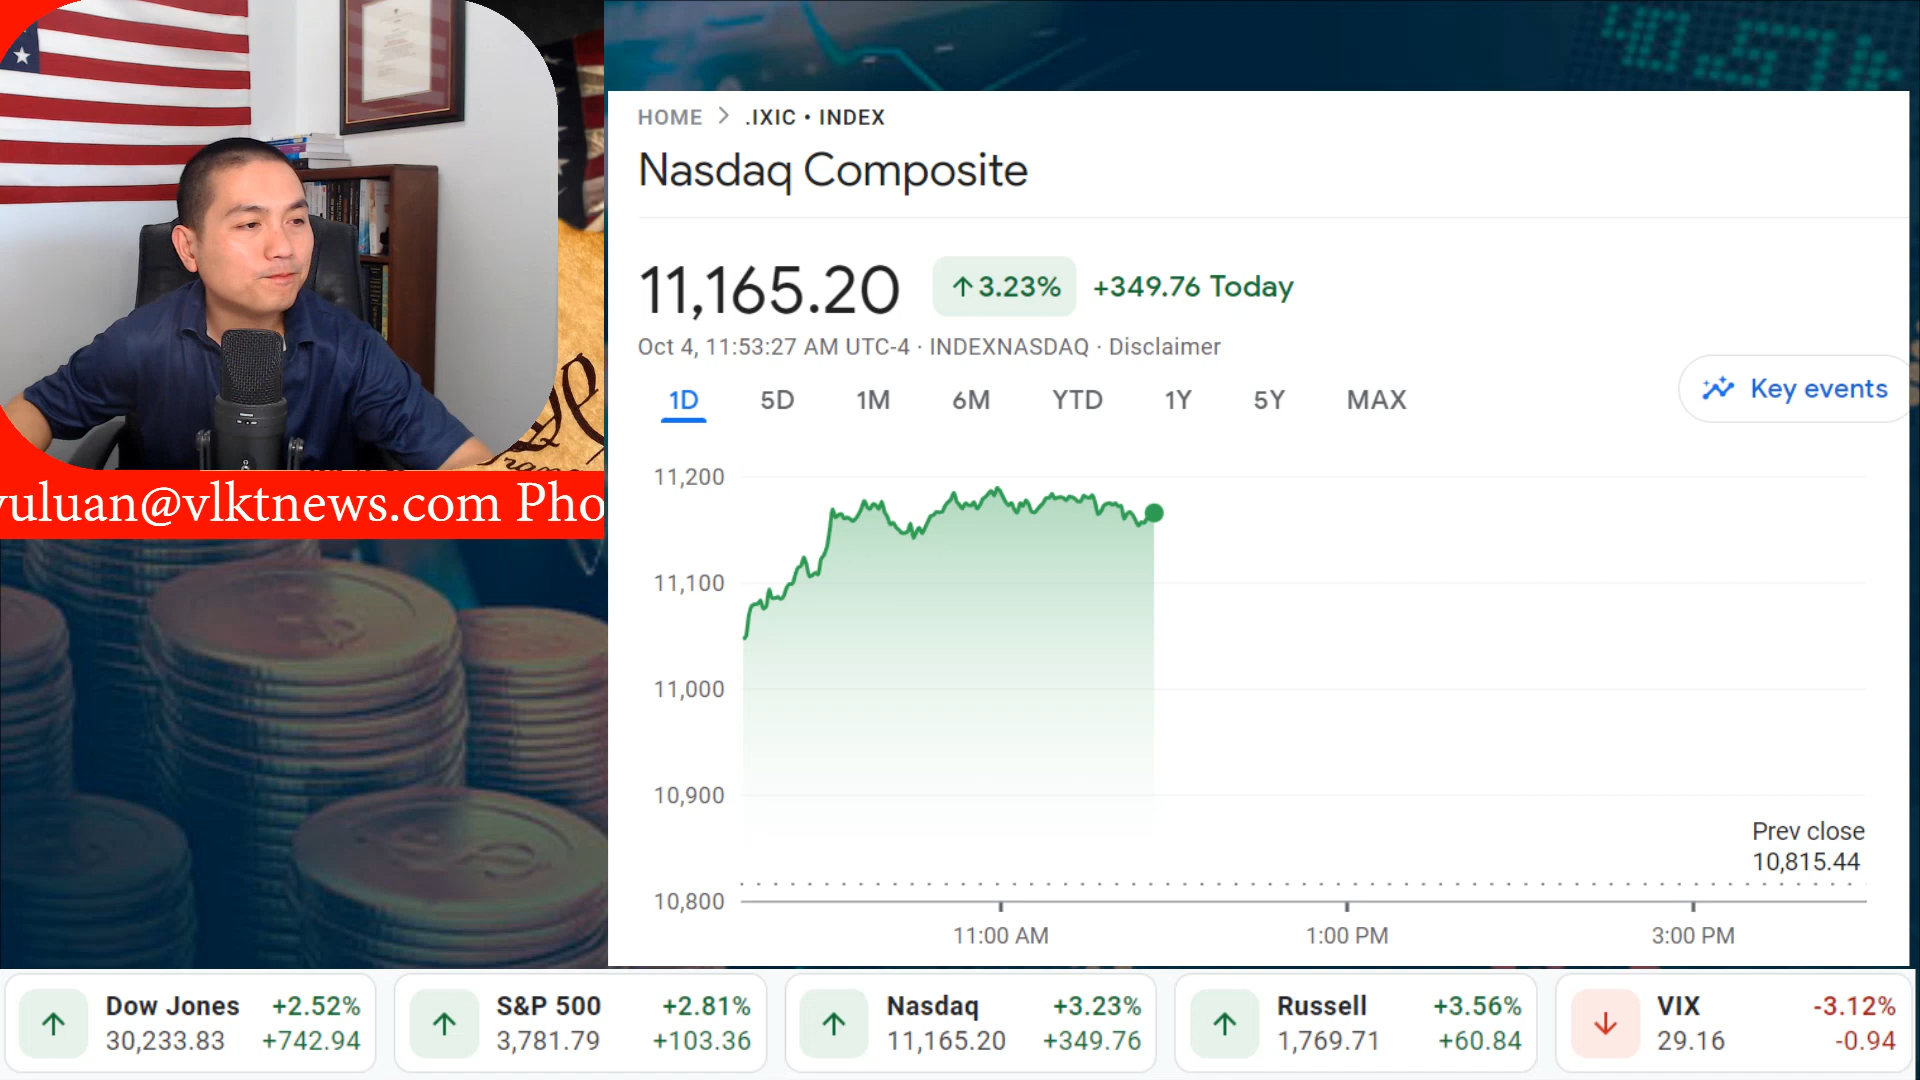 HOME > .IXIC • INDEX
Nasdaq Composite
11,165.20 ↑ 3.23% +349.76 Today
Oct 4, 11:53:27 AM UTC-4 · INDEXNASDAQ · Disclaimer
1D 5D 1M 6M YTD 1Y 5Y MAX
Key events
11,200
11,100
11,000
10,900
10,800
Prev close
10,815.44
11:00 AM 1:00 PM 3:00 PM
vuluan@vlktnews.com Pho
Dow Jones +2.52%
30,233.83 +742.94
S&P 500 +2.81%
3,781.79 +103.36
Nasdaq +3.23%
11,165.20 +349.76
Russell +3.56%
1,769.71 +60.84
VIX -3.12%
29.16 -0.94